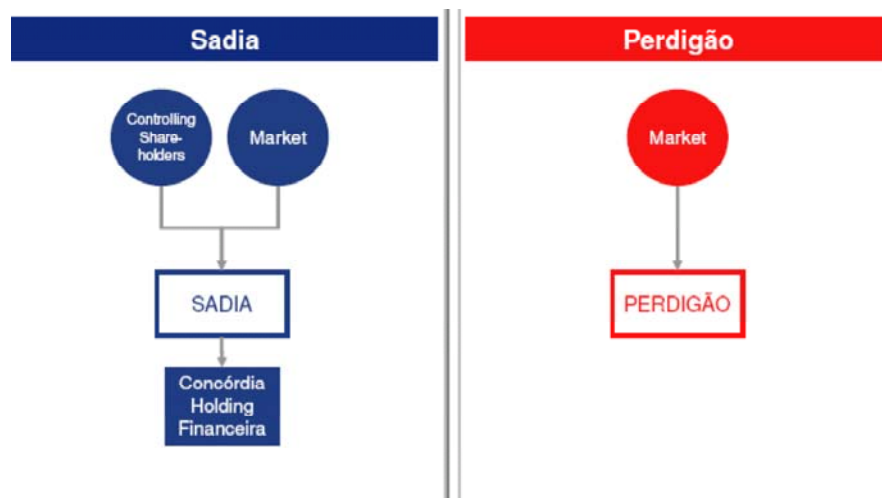 Sadia
Controlling
Share-
holders
Market
SADIA
Concórdia
Holding
Financeira
Perdigão
Market
PERDIGÃO